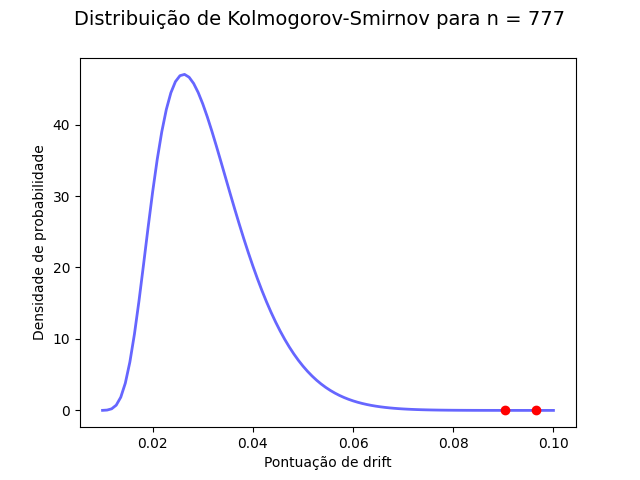 Distribuição de Kolmogorov-Smirnov para n = 777
Densidade de probabilidade
40
30
20
10
0
0.02 0.04 0.06 0.08 0.10
Pontuação de drift